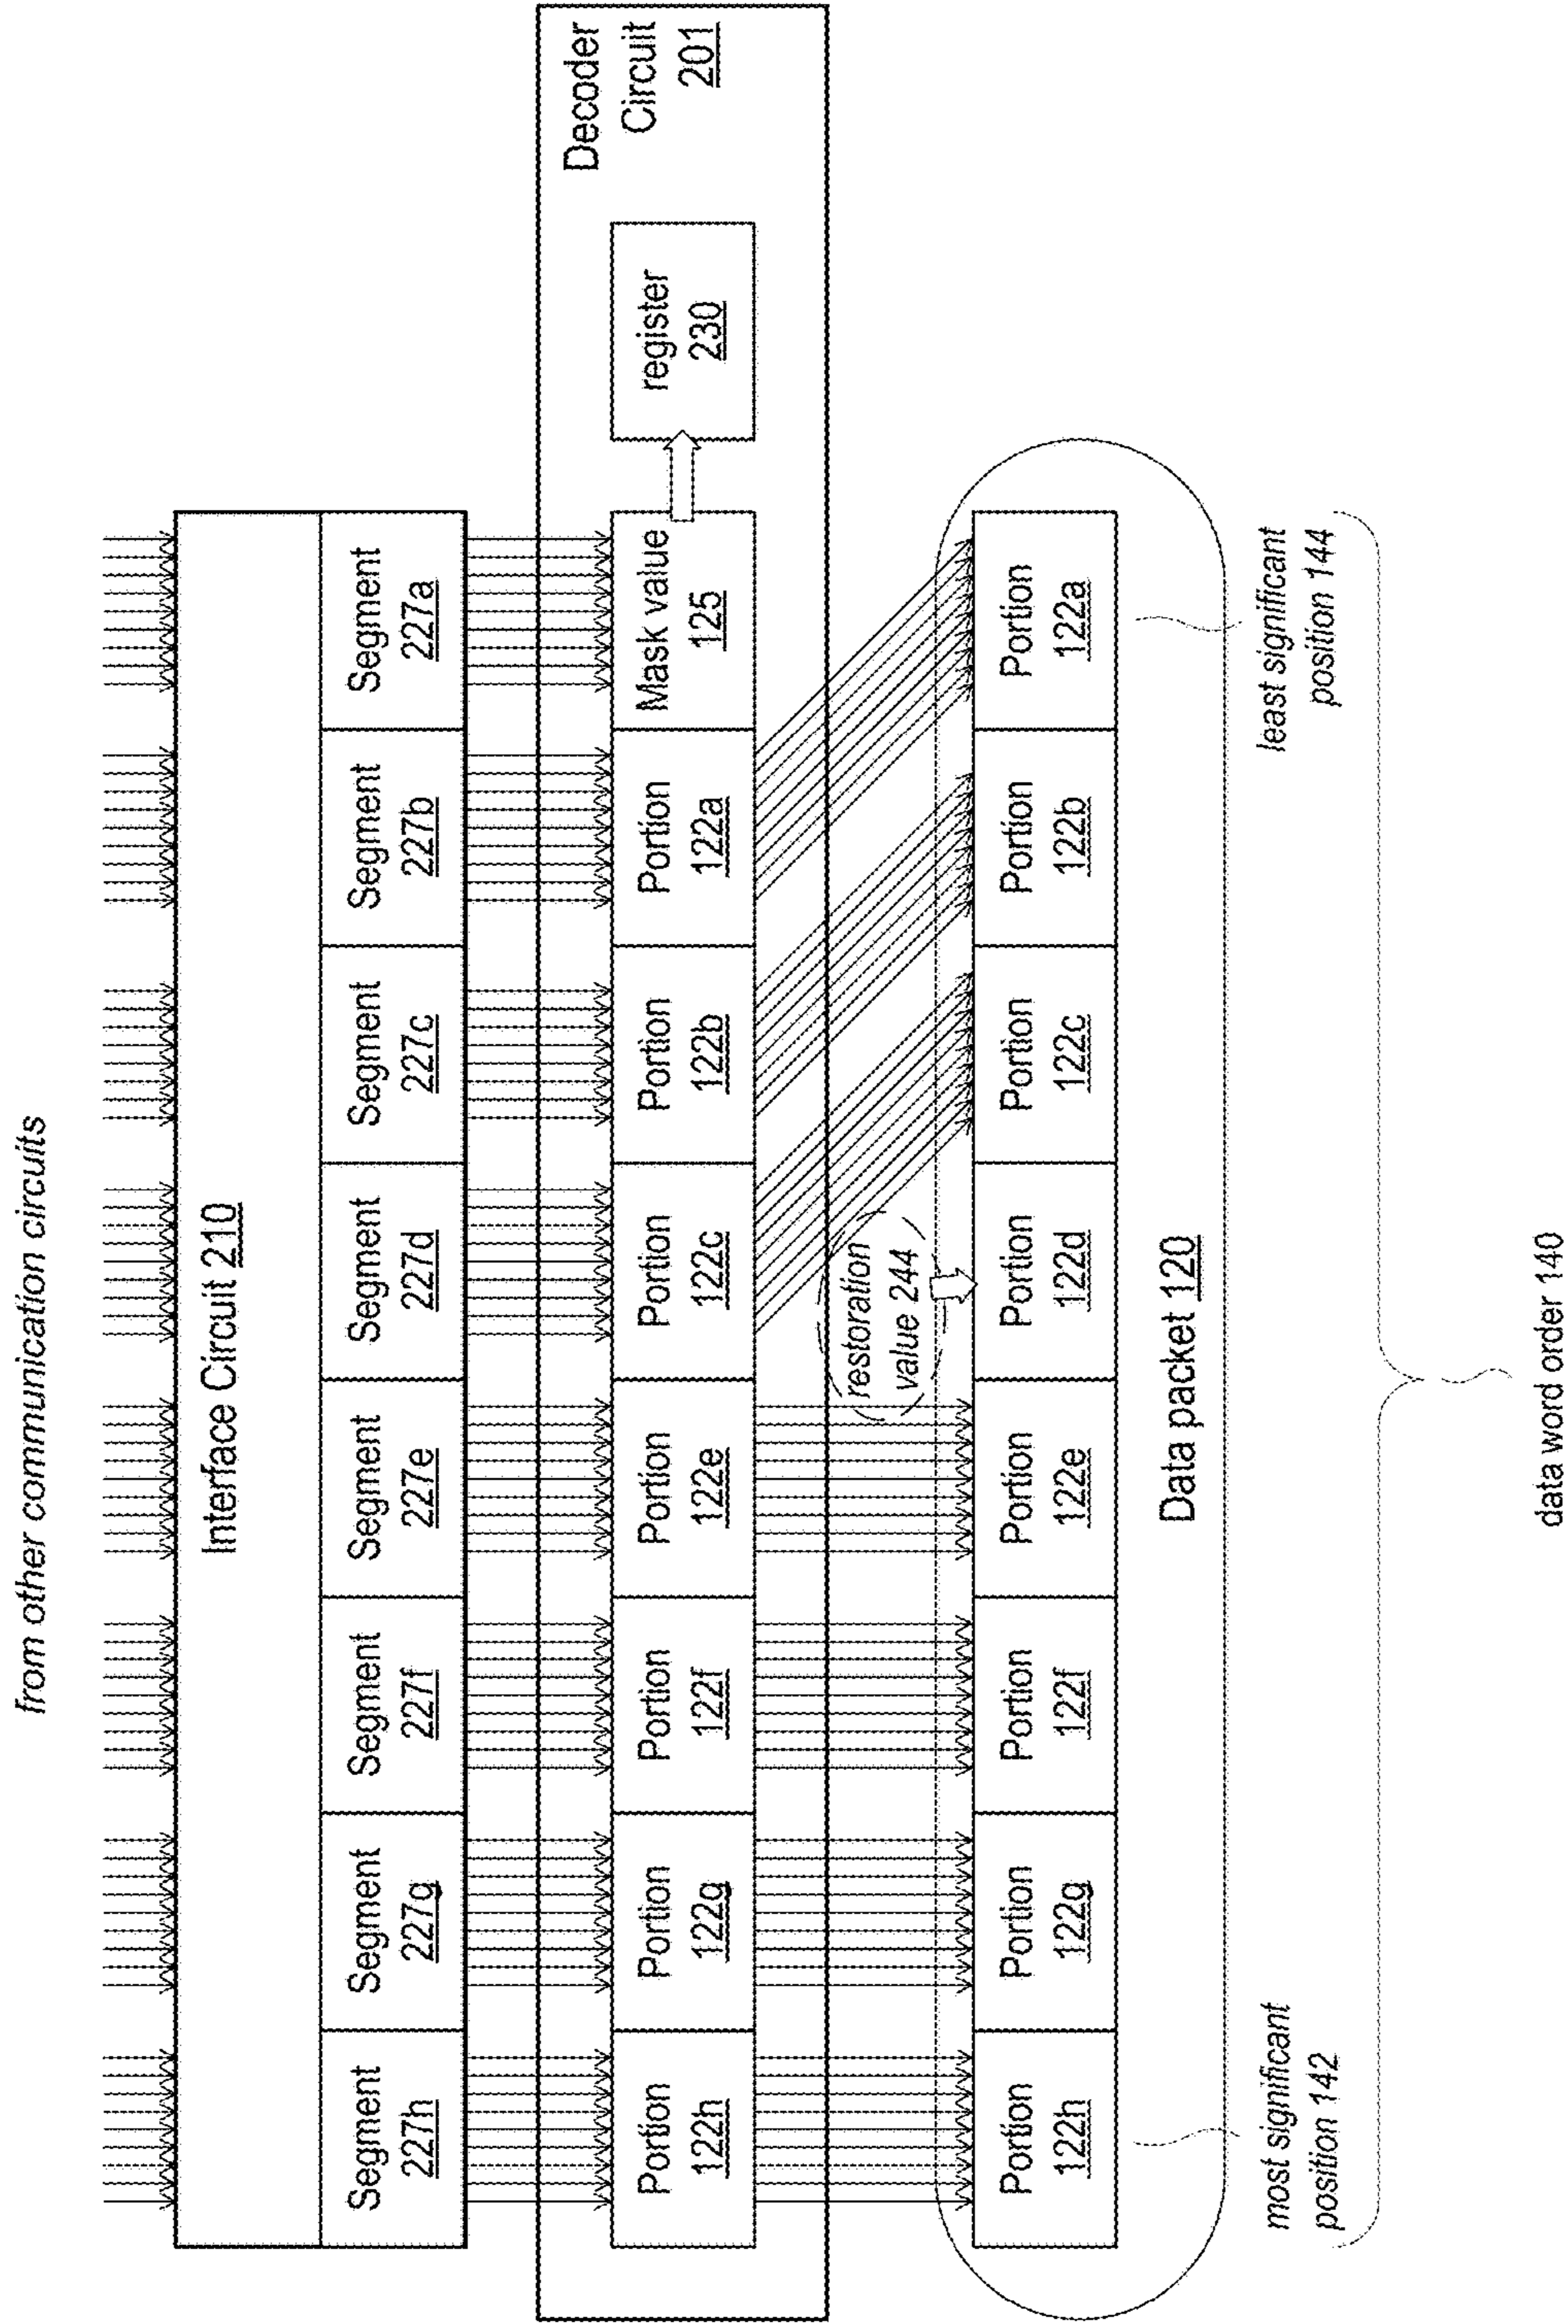 from other communication circuits
Interface Circuit 210
Segment
227h
Segment
227g
Segment
227f
Segment
227e
Segment
227d
Segment
227c
Segment
227b
Segment
227a
Decoder
Circuit
201
Portion
122h
Portion
122g
Portion
122f
Portion
122e
Portion
122c
Portion
122b
Portion
122a
Mask value
125
register
230
restoration
value 244
Portion
122h
Portion
122g
Portion
122f
Portion
122e
Portion
122d
Portion
122c
Portion
122b
Portion
122a
Data packet 120
most significant
position 142
least significant
position 144
data word order 140